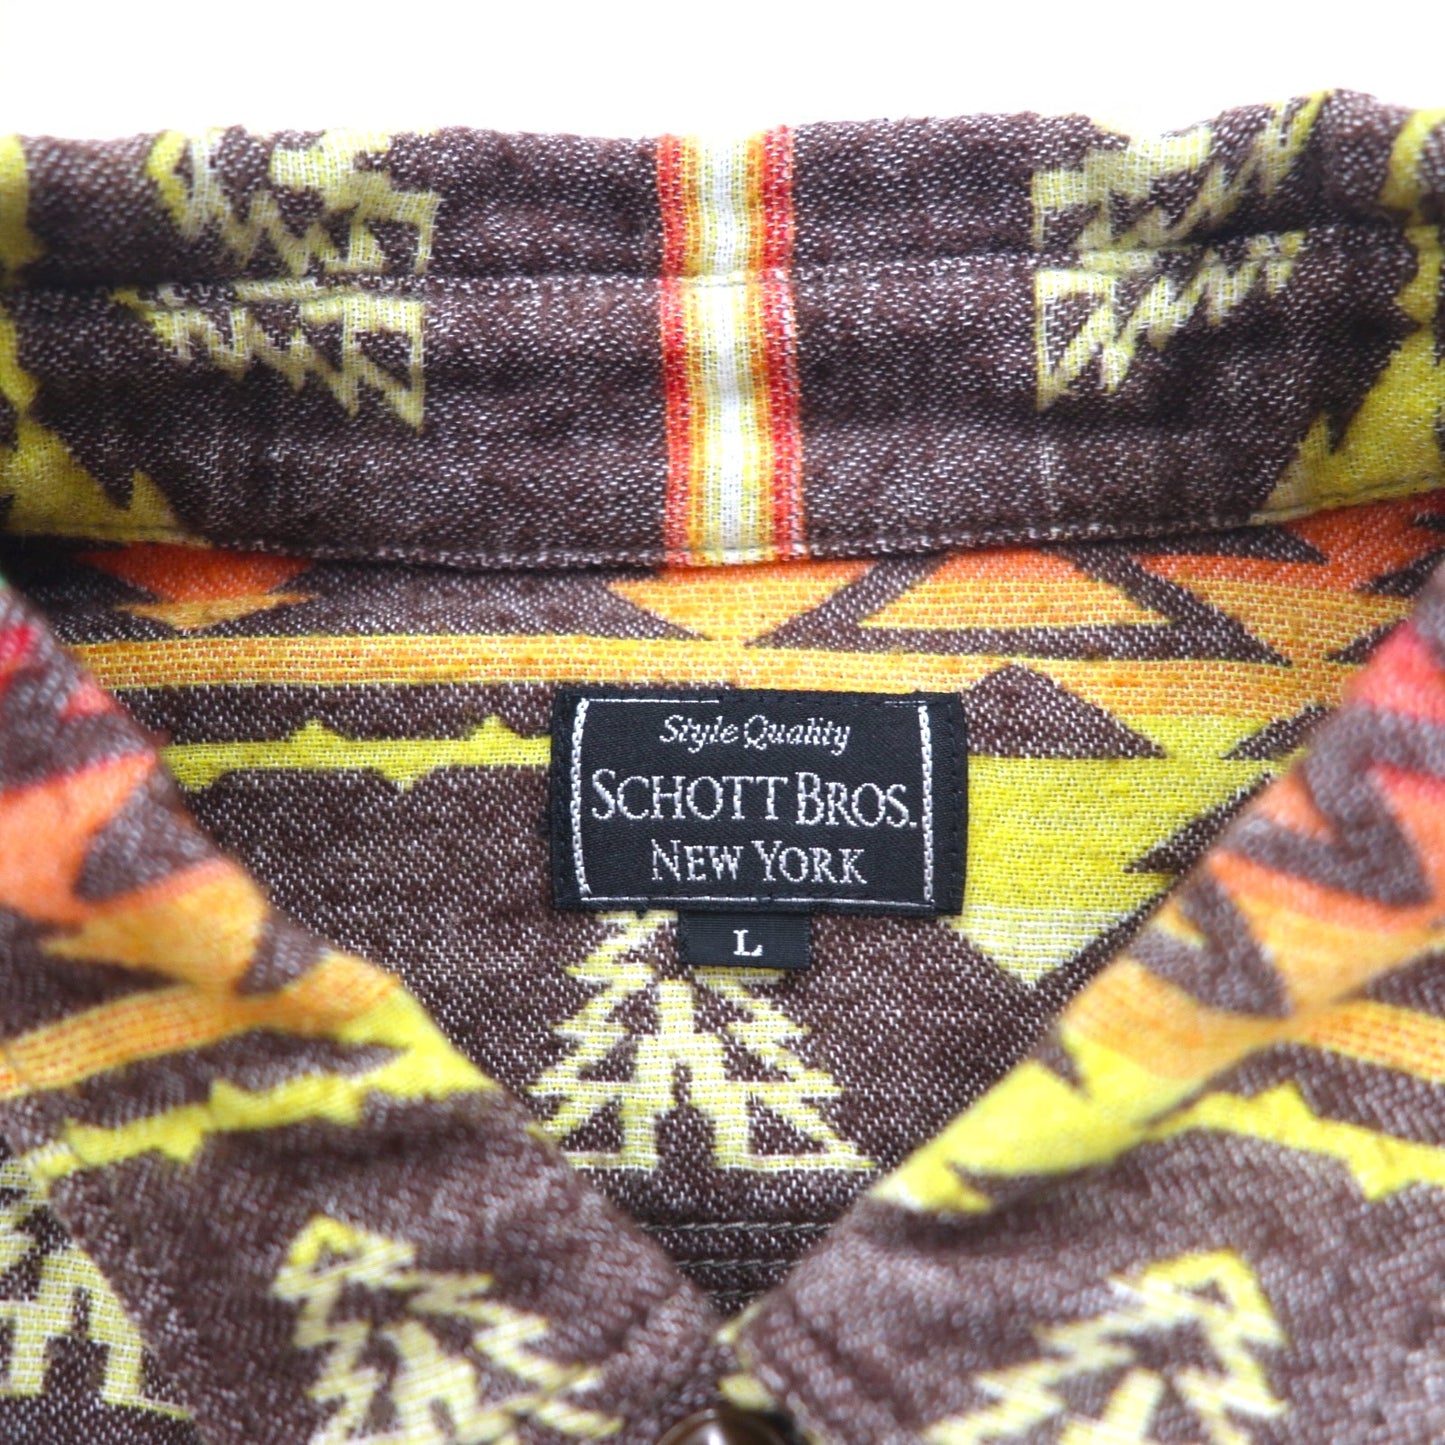 Style Quality
SCHOTT BROS.
NEW YORK
L